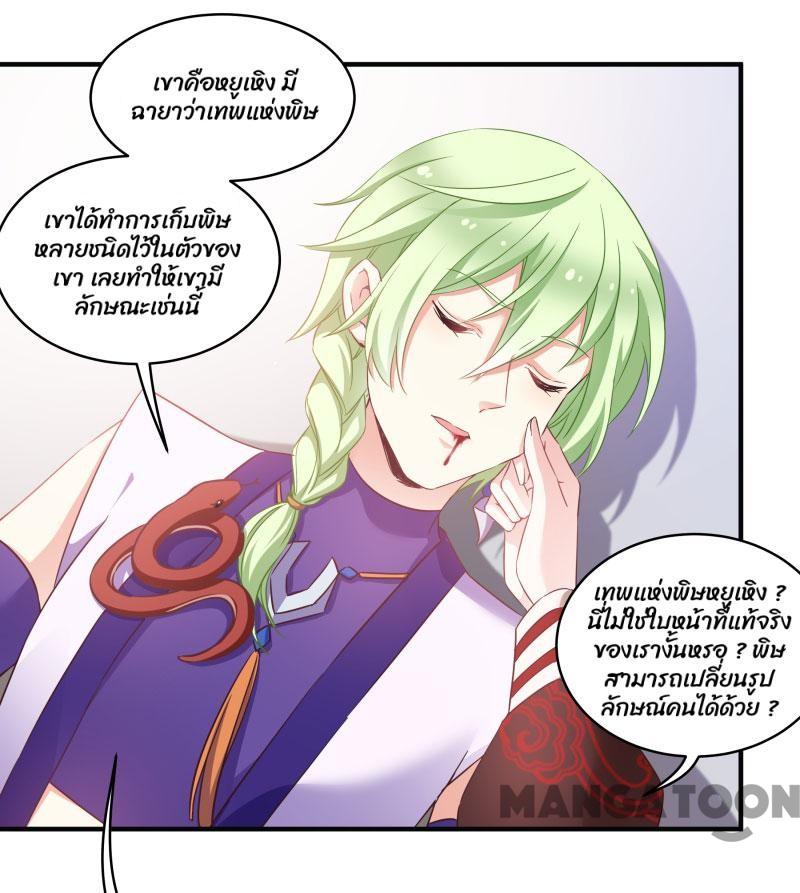 เขาคือหยูเหิง มี
ฉายาว่าเทพแห่งพิษ
เขาได้ทำการเก็บพิษ
หลายชนิดไว้ในตัวของ
เขา เลยทำให้เขามี
ลักษณะเช่นนี้
เทพแห่งพิษหยูเหิง ?
นี่ไม่ใช่ใบหน้าที่แท้จริง
ของเรางั้นหรอ ? พิษ
สามารถเปลี่ยนรูป
ลักษณ์คนได้ด้วย ?
MANGATOON